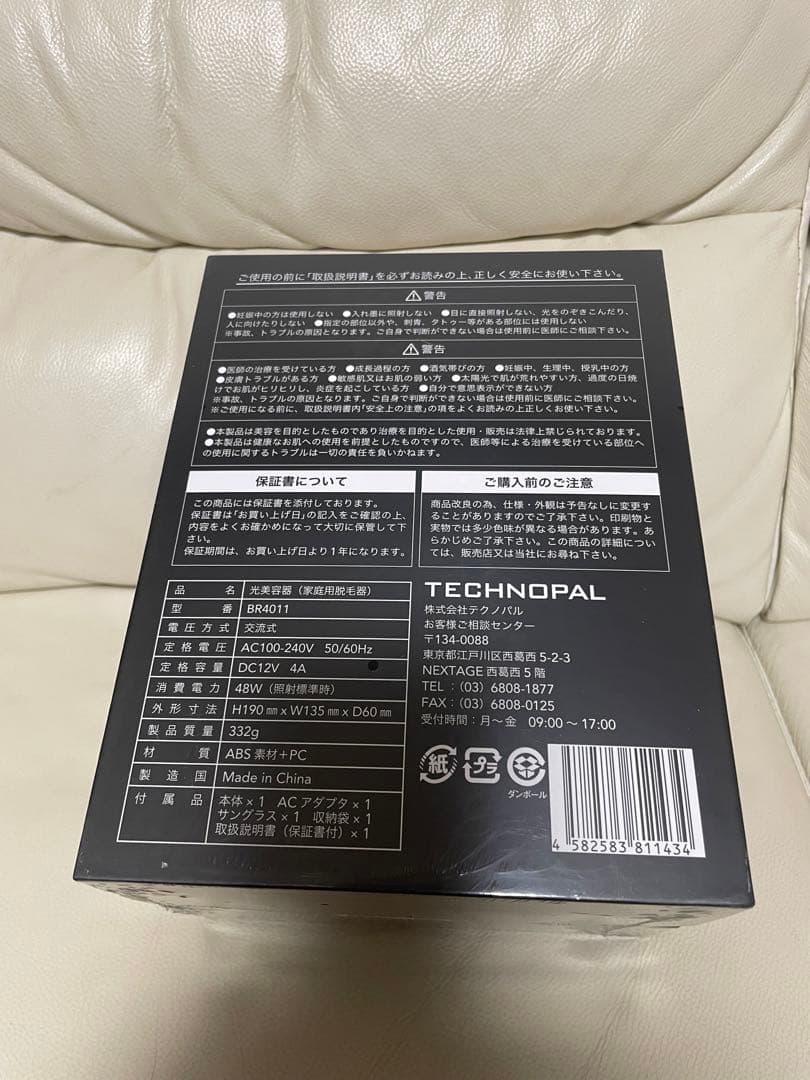 ご使用の前に「取扱説明書」を必ずお読みの上、正しく安全にお使い下さい。
⚠警告
●妊娠中の方は使用しない ●入れ墨に照射しない ●目に直接照射しない、光をのぞきこんだり、
人に向けたりしない ●指定の部位以外や、刺青、タトゥー等がある部位には使用しない
※事故、トラブルの原因となります。ご自身で判断ができない場合は使用前に医師にご相談下さい。
⚠警告
●医師の治療を受けている方 ●成長過程の方 ●酒気帯びの方 ●妊娠中、生理中、授乳中の方
●皮膚トラブルがある方 ●敏感肌又はお肌の弱い方 ●太陽光で肌が荒れやすい方、過度の日焼
けでお肌がヒリヒリし、炎症を起こしている方 ●自分で意思表示ができない方
※事故、トラブルの原因となります。ご自身で判断ができない場合は使用前に医師にご相談下さい。
※ご使用になる前に、取扱説明書内「安全上の注意」の項をよくお読みの上正しくお使い下さい。
●本製品は美容を目的としたものであり治療を目的とした使用・販売は法律上禁じられております。
●本製品は健康なお肌への使用を前提としたものですので、医師等による治療を受けている部位へ
の使用に関するトラブルは一切の責任を負いかねます。
保証書について
この商品には保証書を添付しております。
保証書は「お買い上げ日」の記入をご確認の上、
内容をよくお確かめになって大切に保管して下
さい。
保証期間は、お買い上げ日より1年になります。
ご購入前のご注意
商品改良の為、仕様・外観は予告なしに変更す
ることがありますのでご了承下さい。印刷物と
実物では多少色味が異なる場合があります。あ
らかじめご了承下さい。この商品の詳細につい
ては、販売店又は当社にお尋ね下さい。
品名 光美容器（家庭用脱毛器）
型番 BR4011
電圧方式 交流式
定格電圧 AC100-240V 50/60Hz
定格容量 DC12V 4A
消費電力 48W（照射標準時）
外形寸法 H190㎜×W135㎜×D60㎜
製品質量 332g
材質 ABS素材+PC
製造国 Made in China
付属品 本体×1 ACアダプタ×1
サングラス×1 収納袋×1
取扱説明書（保証書付）×1
TECHNOPAL
株式会社テクノパル
お客様ご相談センター
〒134-0088
東京都江戸川区西葛西 5-2-3
NEXTAGE 西葛西 5 階
TEL：(03) 6808-1877
FAX：(03) 6808-0125
受付時間：月〜金 09:00〜17:00
紙
プラ
ダンボール
4 582583 811434